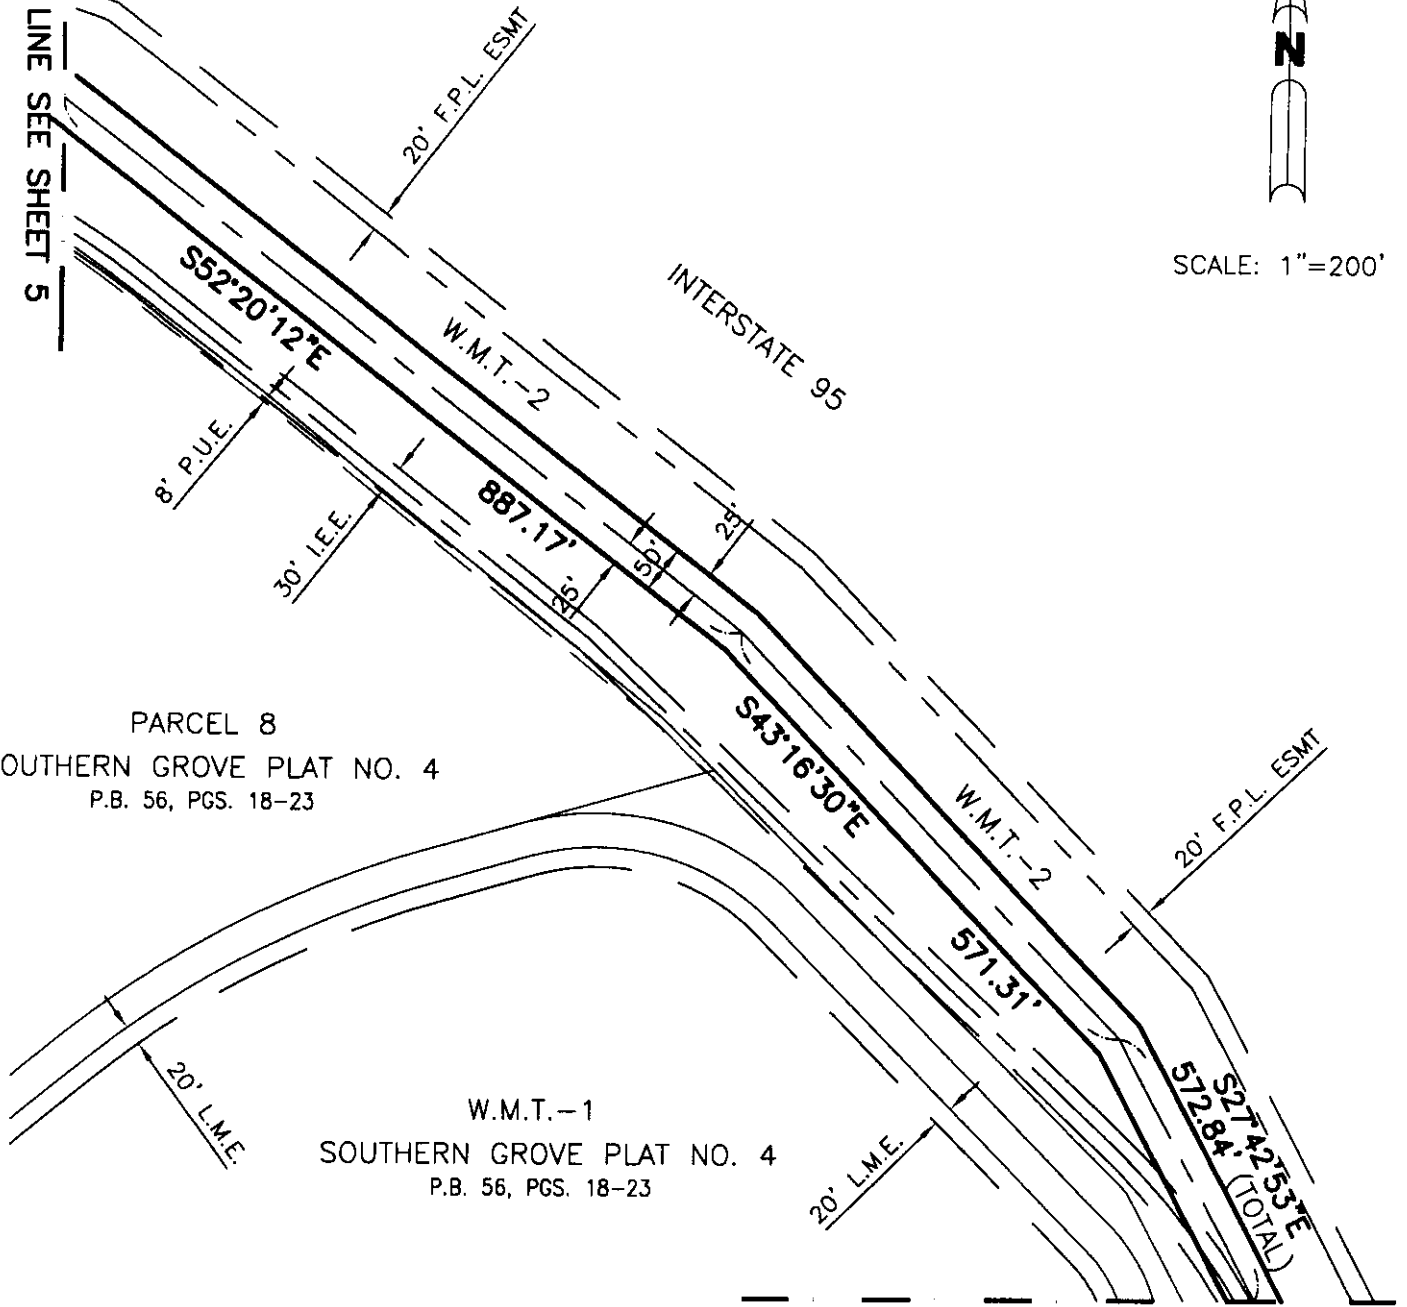 LINE SEE SHEET 5
20' F.P.L. ESMT
N
SCALE: 1"=200'
INTERSTATE 95
W.M.T.-2
S52°20'12"E
8' P.U.E.
30' I.E.E.
887.17'
25'
50'
25'
PARCEL 8
OUTHERN GROVE PLAT NO. 4
P.B. 56, PGS. 18-23
S43°16'30"E
W.M.T.-2
20' F.P.L. ESMT
571.31'
20' L.M.E.
W.M.T.-1
SOUTHERN GROVE PLAT NO. 4
P.B. 56, PGS. 18-23
20' L.M.E.
S27°42'53"E
572.84' (TOTAL)